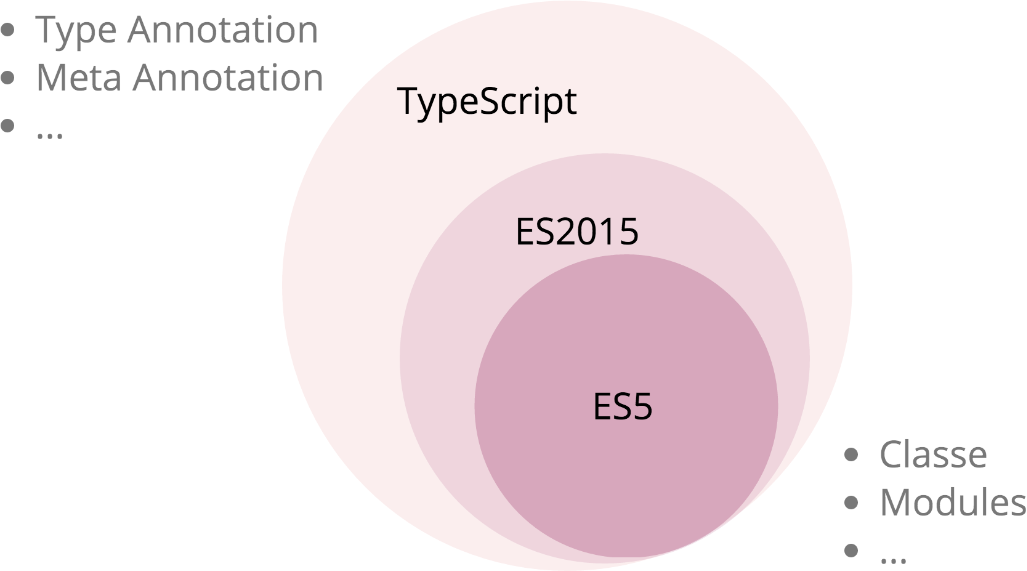 • Type Annotation
• Meta Annotation
• ...
TypeScript
ES2015
ES5
• Classe
• Modules
• ...